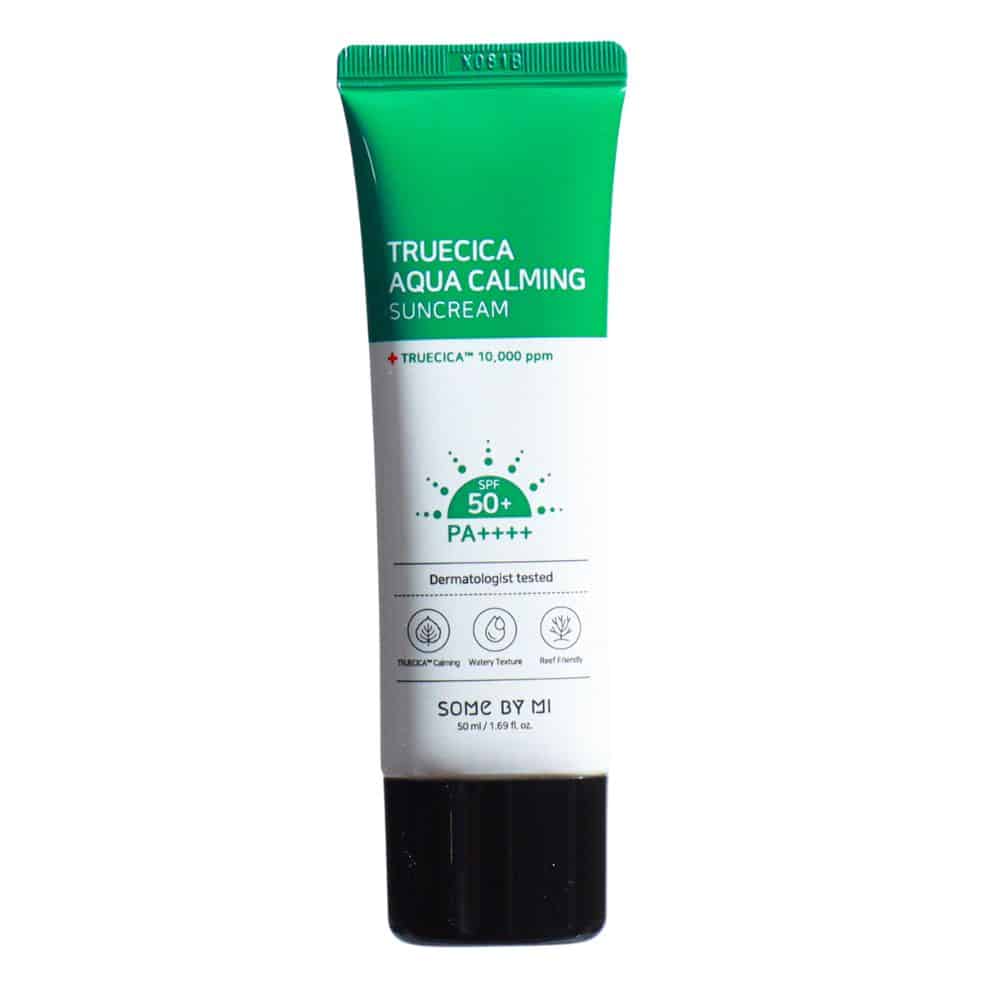 X081B
TRUECICA
AQUA CALMING
SUNCREAM
TRUECICA™ 10,000 ppm
SPF
50+
PA++++
Dermatologist tested
TRUECICA™ Calming Watery Texture Reef Friendly
SOME BY MI
50 ml / 1.69 fl. oz.